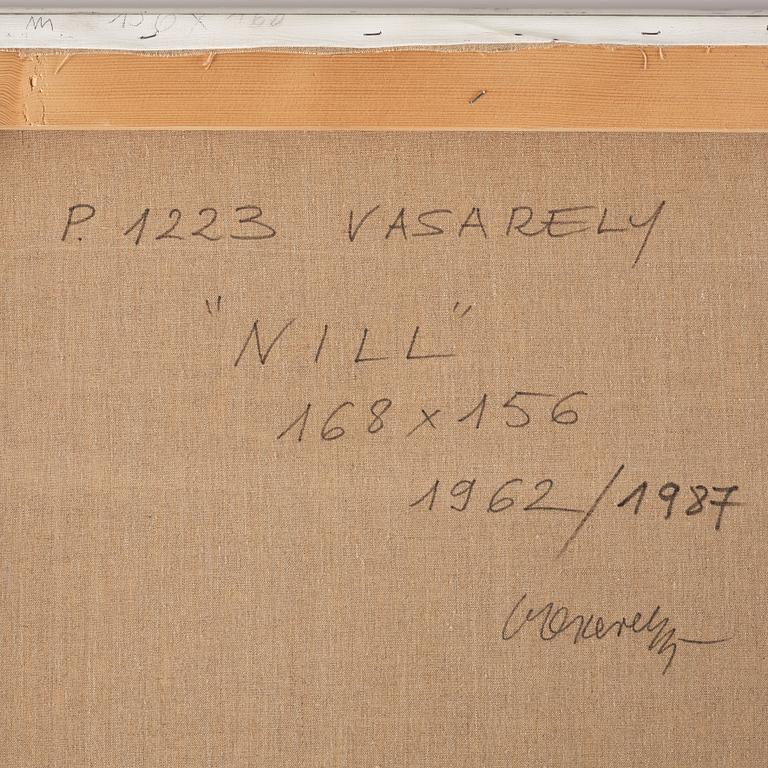 P. 1223 VASARELY
"NILL"
168 x 156
1962/1987
Vasarely